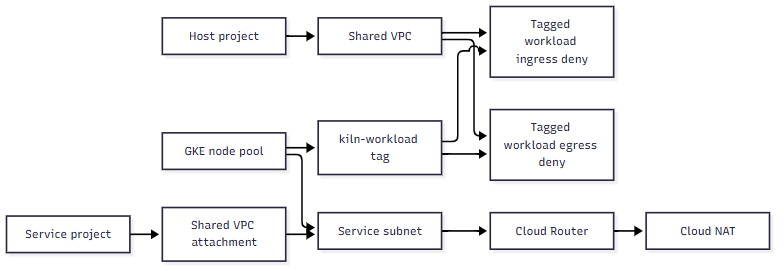 Host project
Shared VPC
Tagged
workload
ingress deny
GKE node pool
kiln-workload
tag
Tagged
workload egress
deny
Service project
Shared VPC
attachment
Service subnet
Cloud Router
Cloud NAT